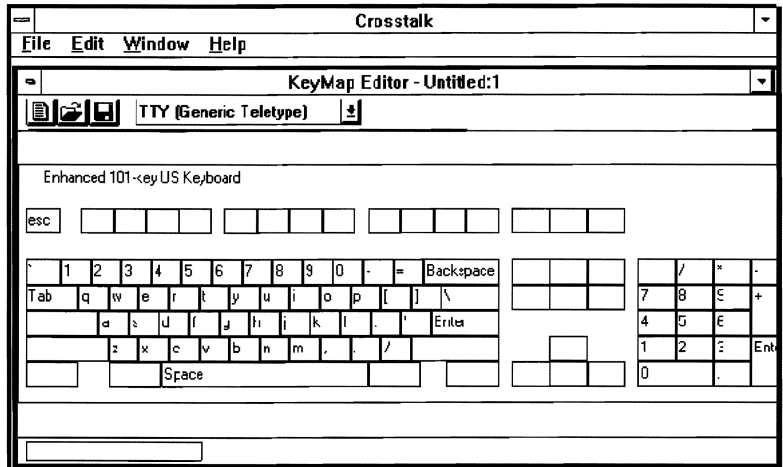 Crosstalk
File Edit Window Help
KeyMap Editor - Untitled:1
TTY (Generic Teletype)
Enhanced 101-key US Keyboard
esc
` 1 2 3 4 5 6 7 8 9 0 - = Backspace / * -
Tab q w e r t y u i o p [ ] \ 7 8 9 +
a s d f g h j k l ; ' Enter 4 5 6
z x c v b n m , . / 1 2 3 Ente
Space 0 .